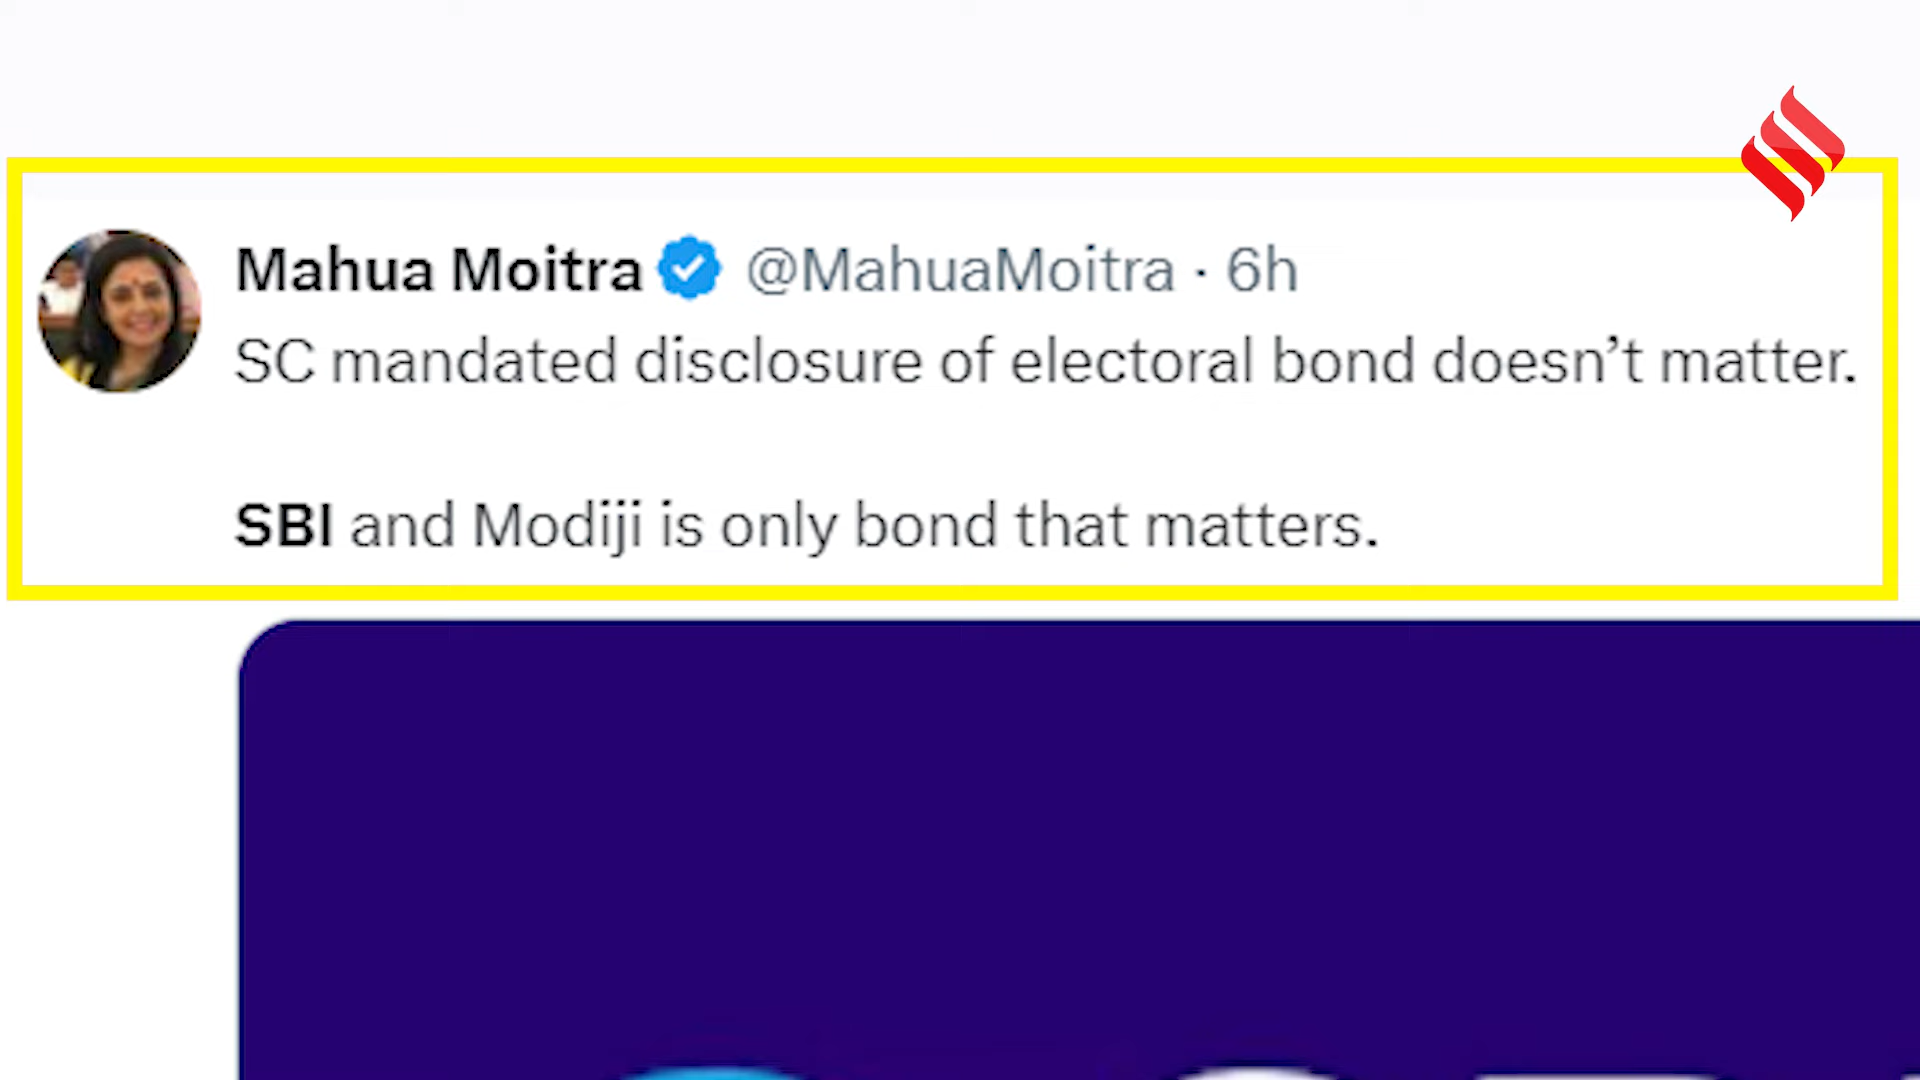 Mahua Moitra @MahuaMoitra · 6h
SC mandated disclosure of electoral bond doesn’t matter.
SBI and Modiji is only bond that matters.